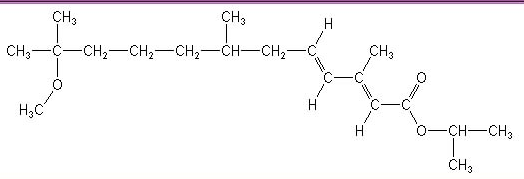 CH3 CH3 H
CH3—C—CH2—CH2—CH2—CH—CH2 CH3
O C C O
H3C H C C
H O—CH—CH3
CH3